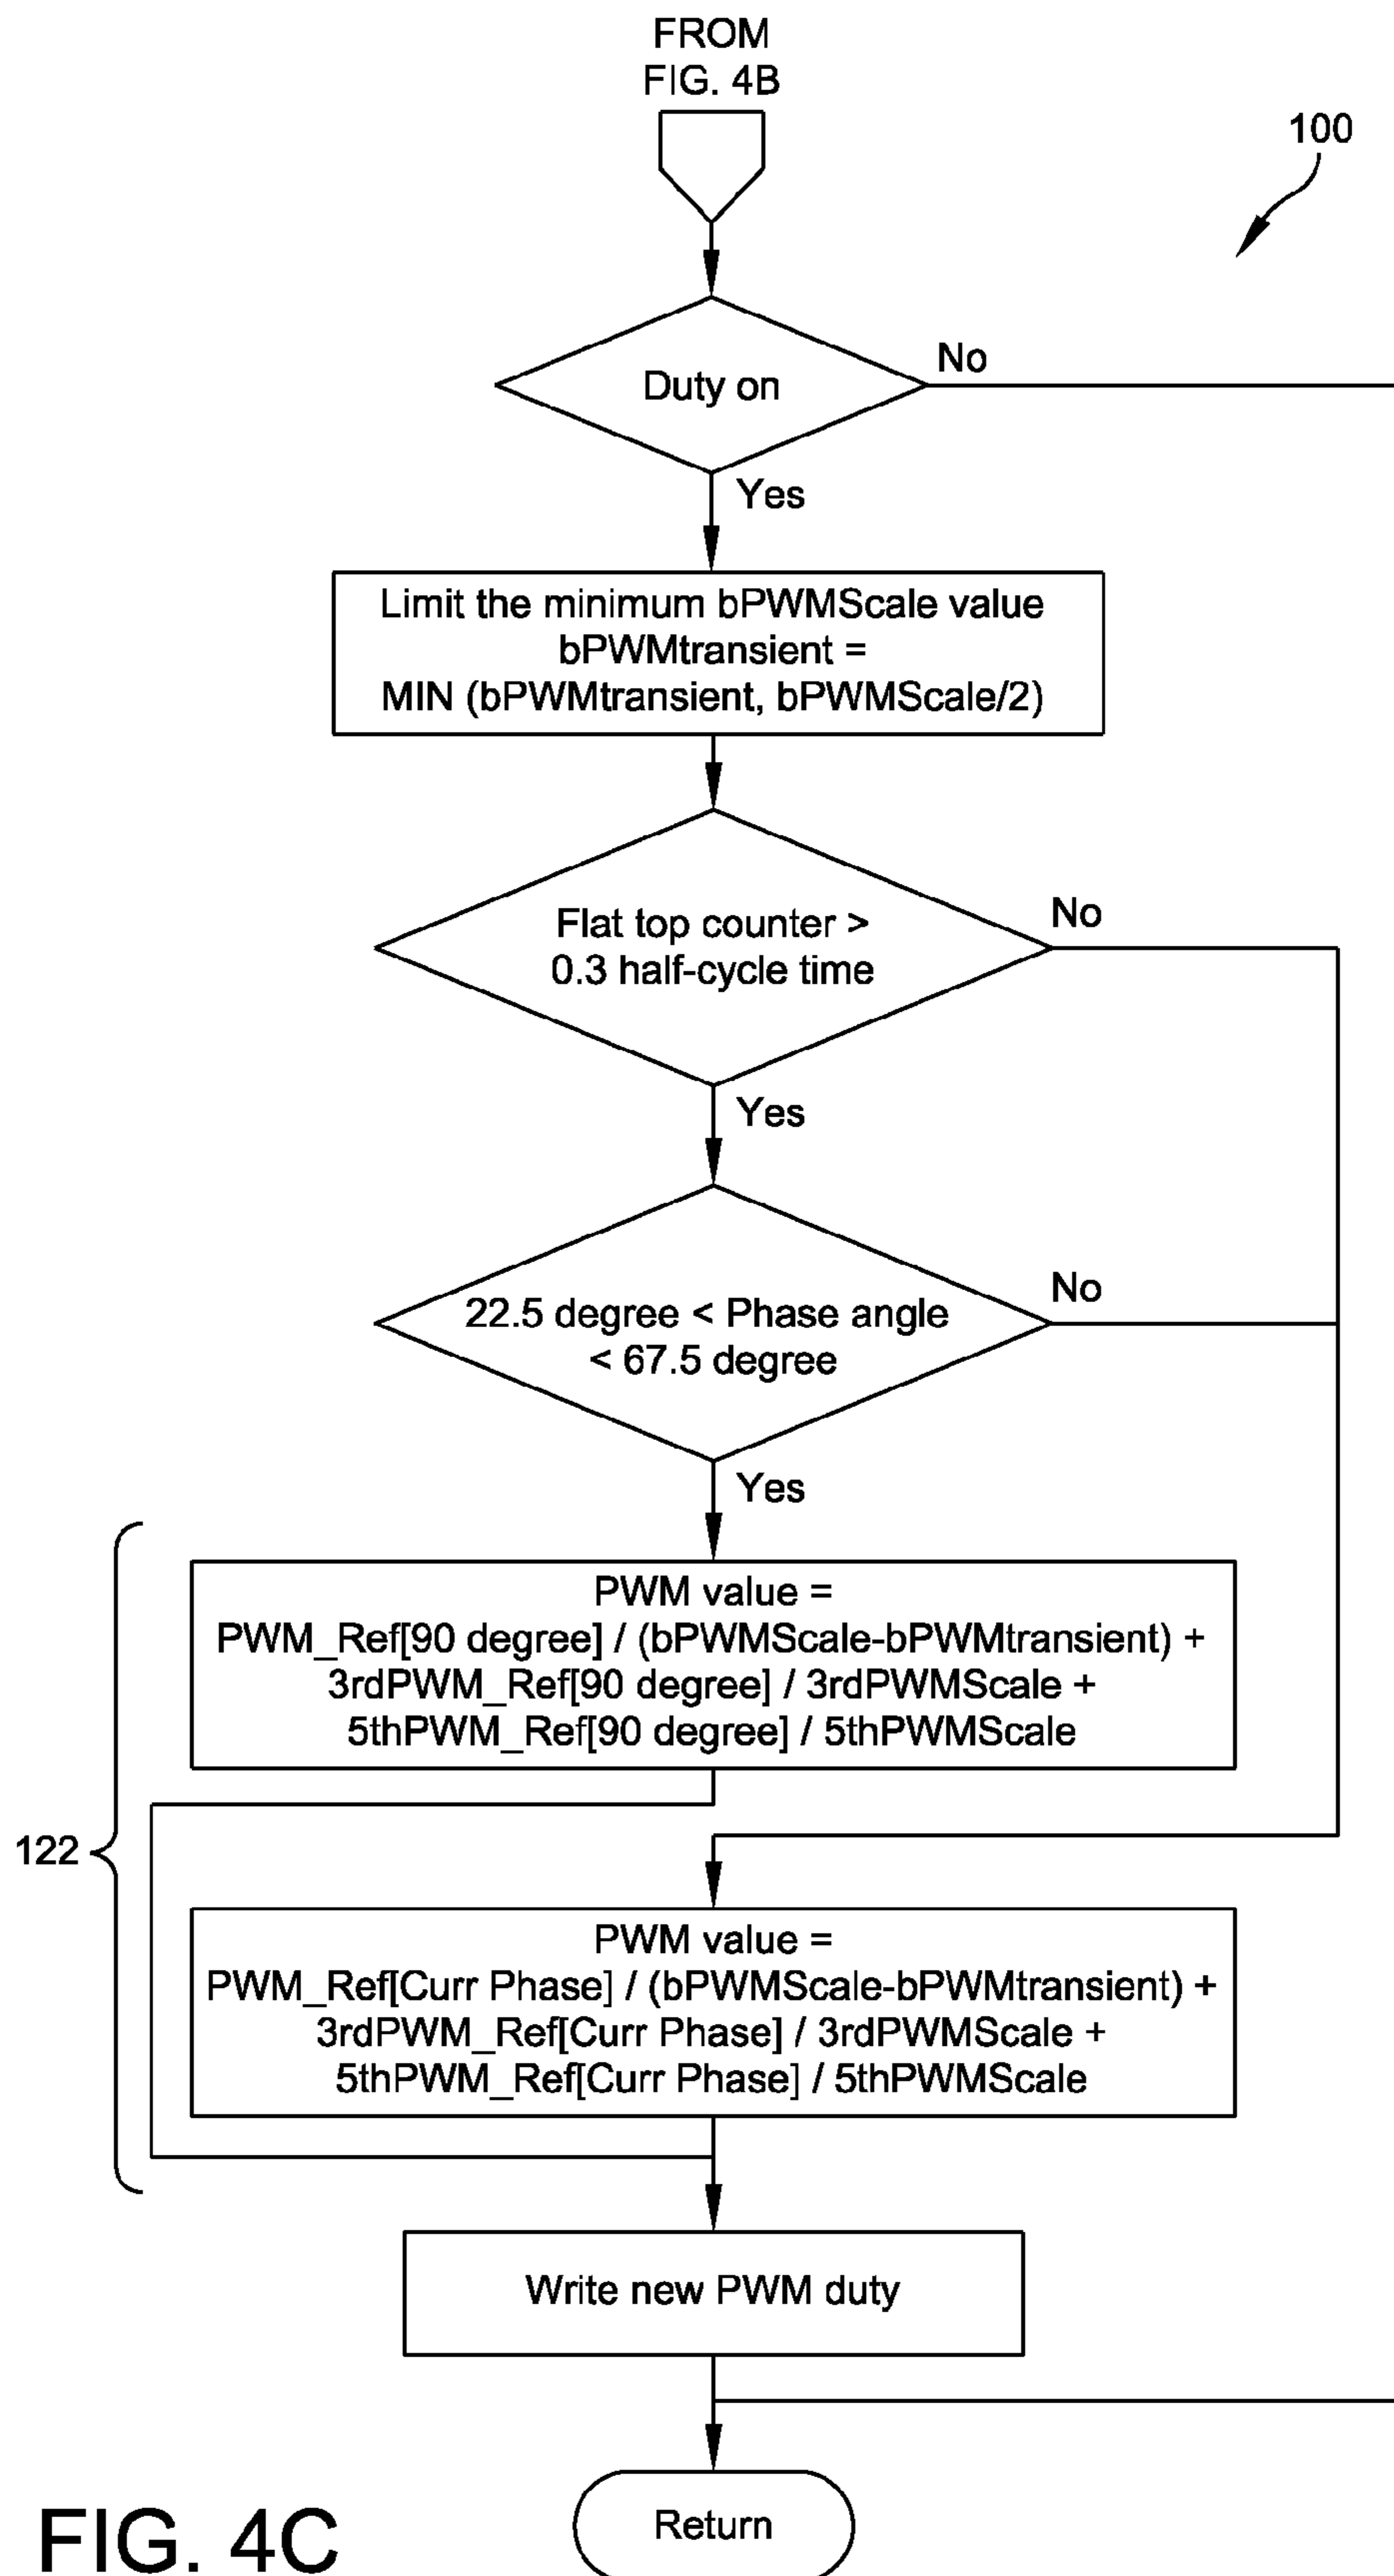 FROM
FIG. 4B
100
Duty on
No
Yes
Limit the minimum bPWMScale value
bPWMtransient =
MIN (bPWMtransient, bPWMScale/2)
Flat top counter >
0.3 half-cycle time
No
Yes
22.5 degree < Phase angle
< 67.5 degree
No
Yes
PWM value =
PWM_Ref[90 degree] / (bPWMScale-bPWMtransient) +
3rdPWM_Ref[90 degree] / 3rdPWMScale +
5thPWM_Ref[90 degree] / 5thPWMScale
122
PWM value =
PWM_Ref[Curr Phase] / (bPWMScale-bPWMtransient) +
3rdPWM_Ref[Curr Phase] / 3rdPWMScale +
5thPWM_Ref[Curr Phase] / 5thPWMScale
Write new PWM duty
Return
FIG. 4C